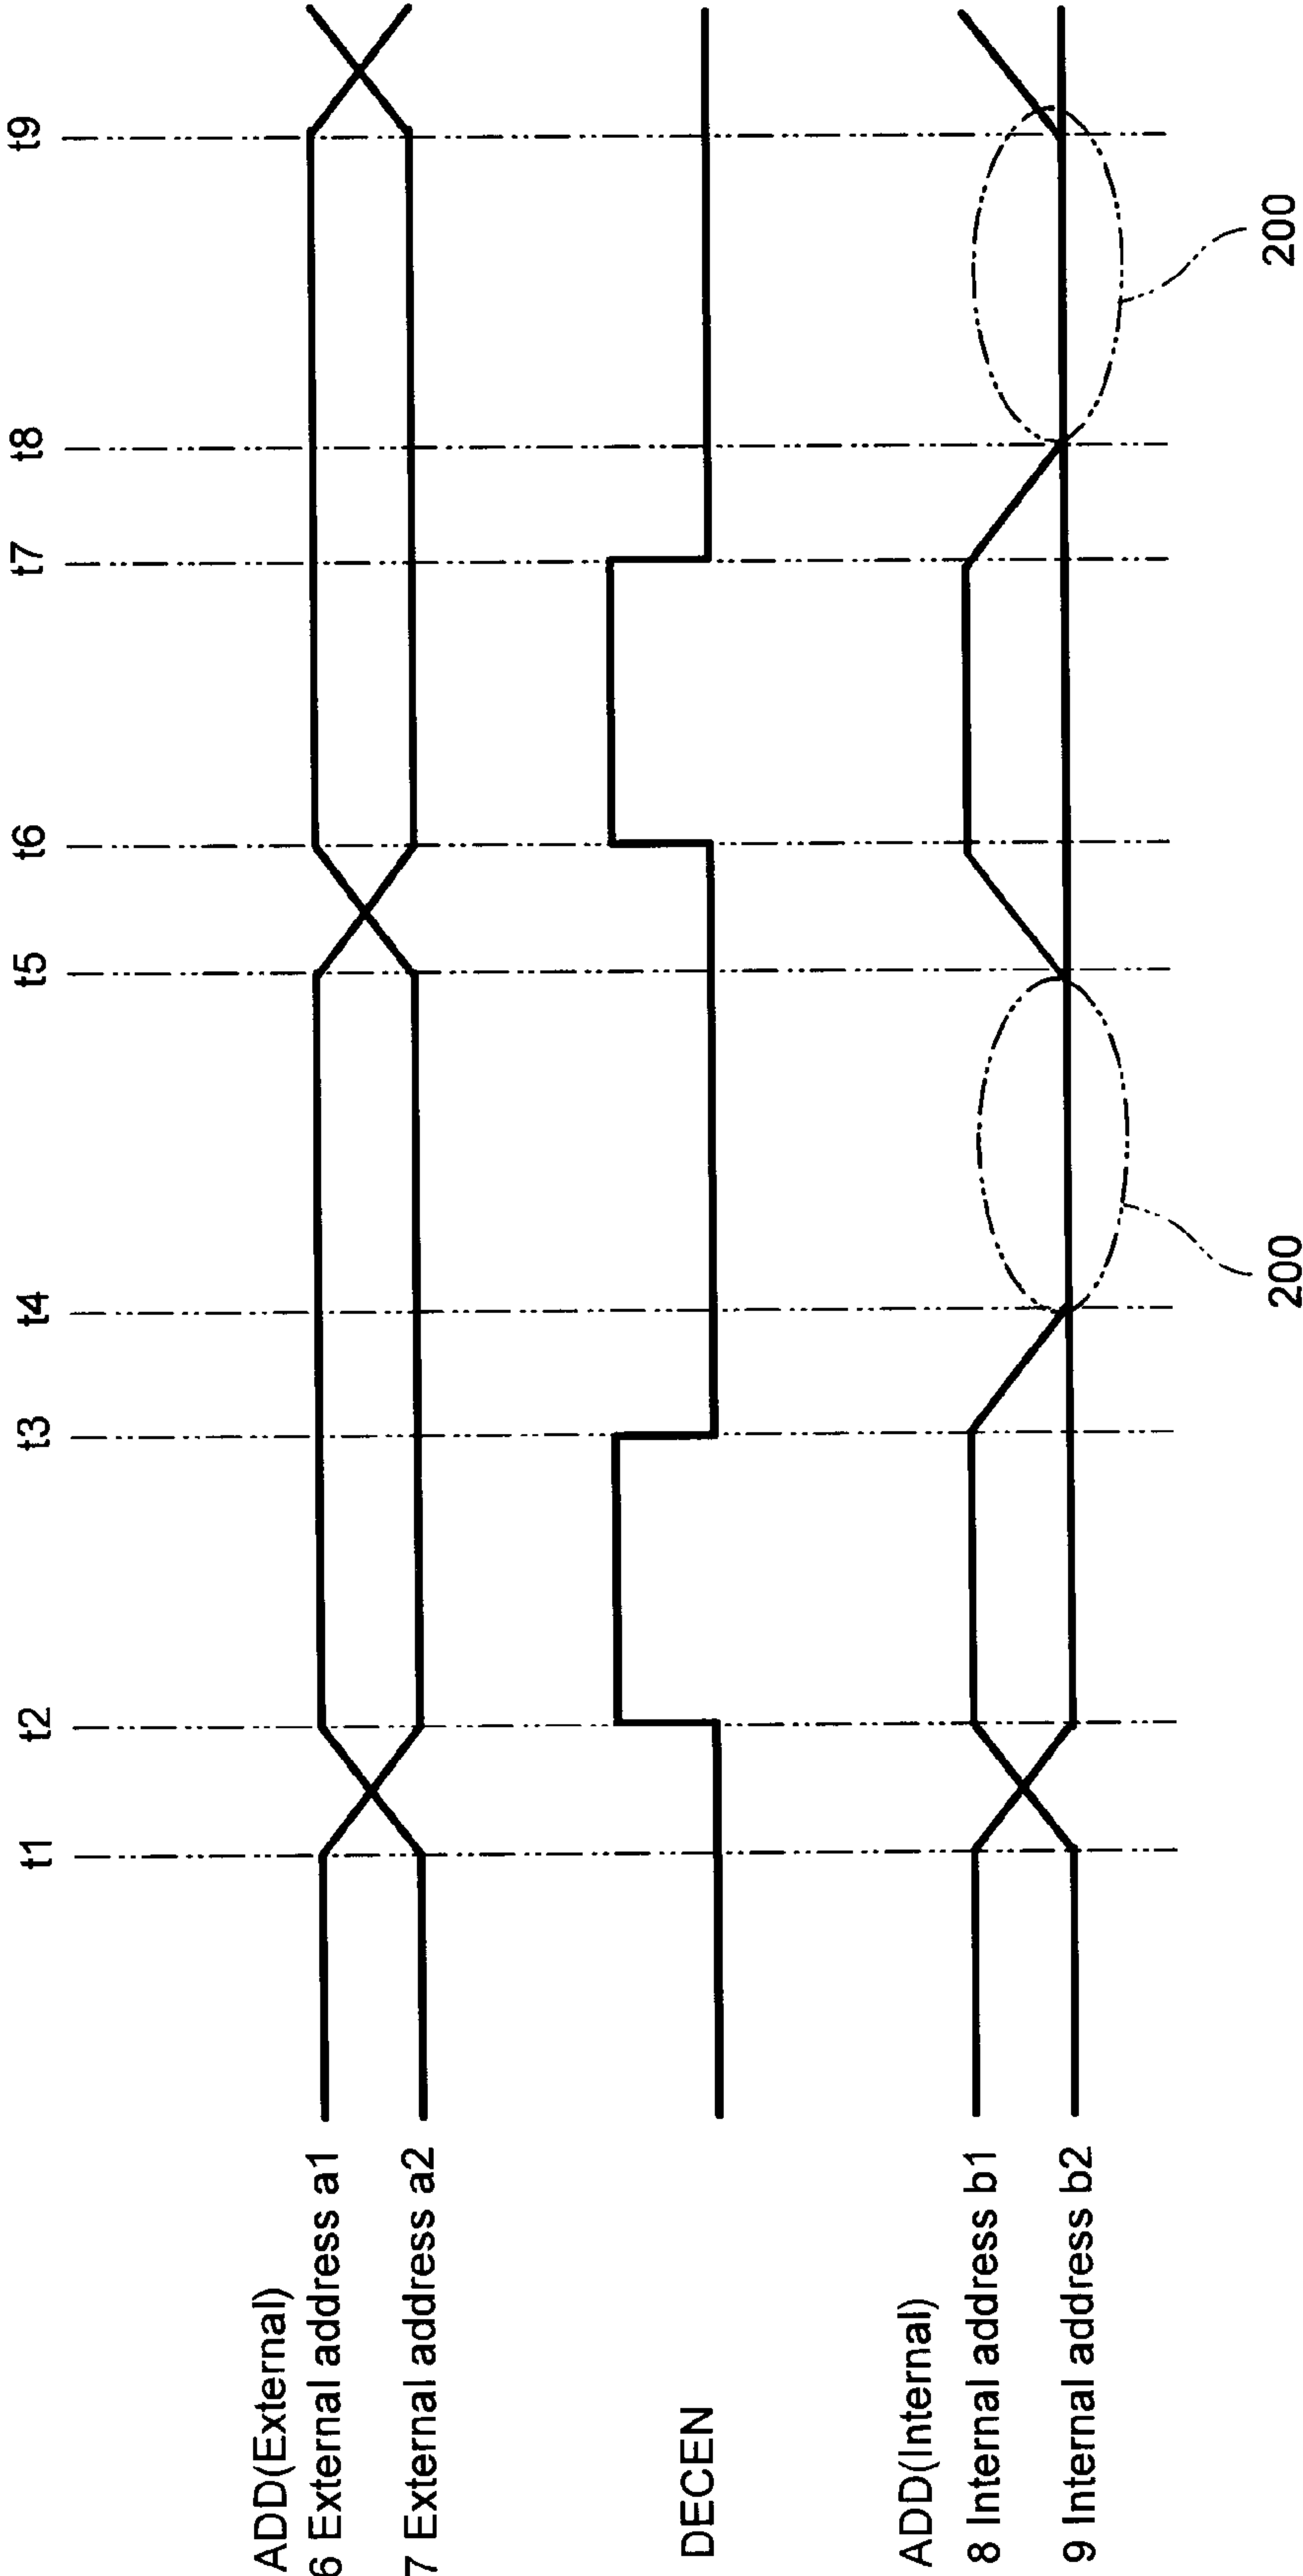 t1 t2 t3 t4 t5 t6 t7 t8 t9
ADD(External)
6 External address a1
7 External address a2
DECEN
ADD(Internal)
8 Internal address b1
9 Internal address b2
200 200